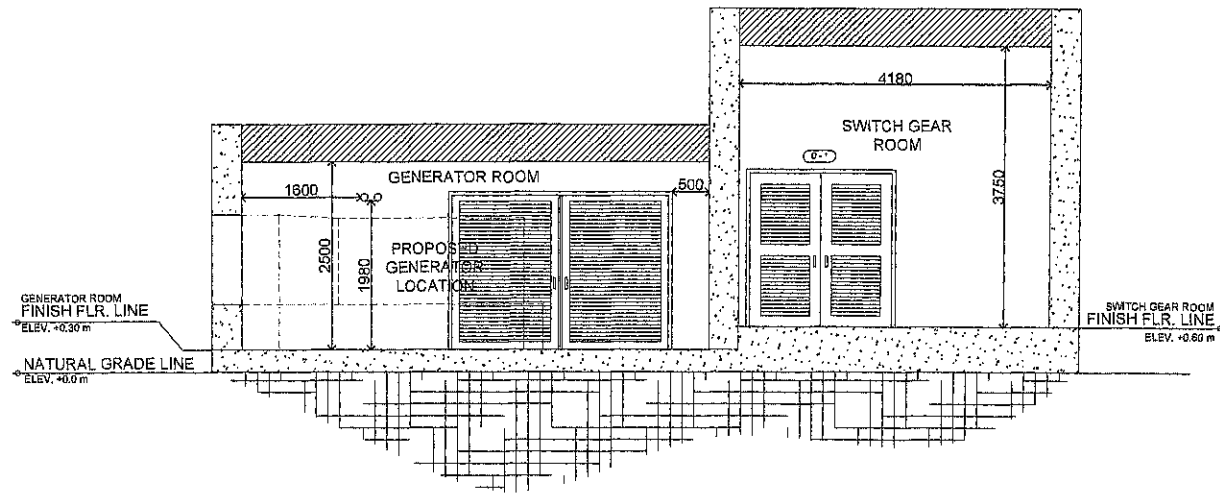 4180
SWITCH GEAR
ROOM
3750
GENERATOR ROOM
1600
500
2500
1980
PROPOSED
GENERATOR
LOCATION
GENERATOR ROOM
FINISH FLR. LINE
ELEV. +0.30 m
NATURAL GRADE LINE
ELEV. +0.0 m
SWITCH GEAR ROOM
FINISH FLR. LINE
ELEV. +0.60 m